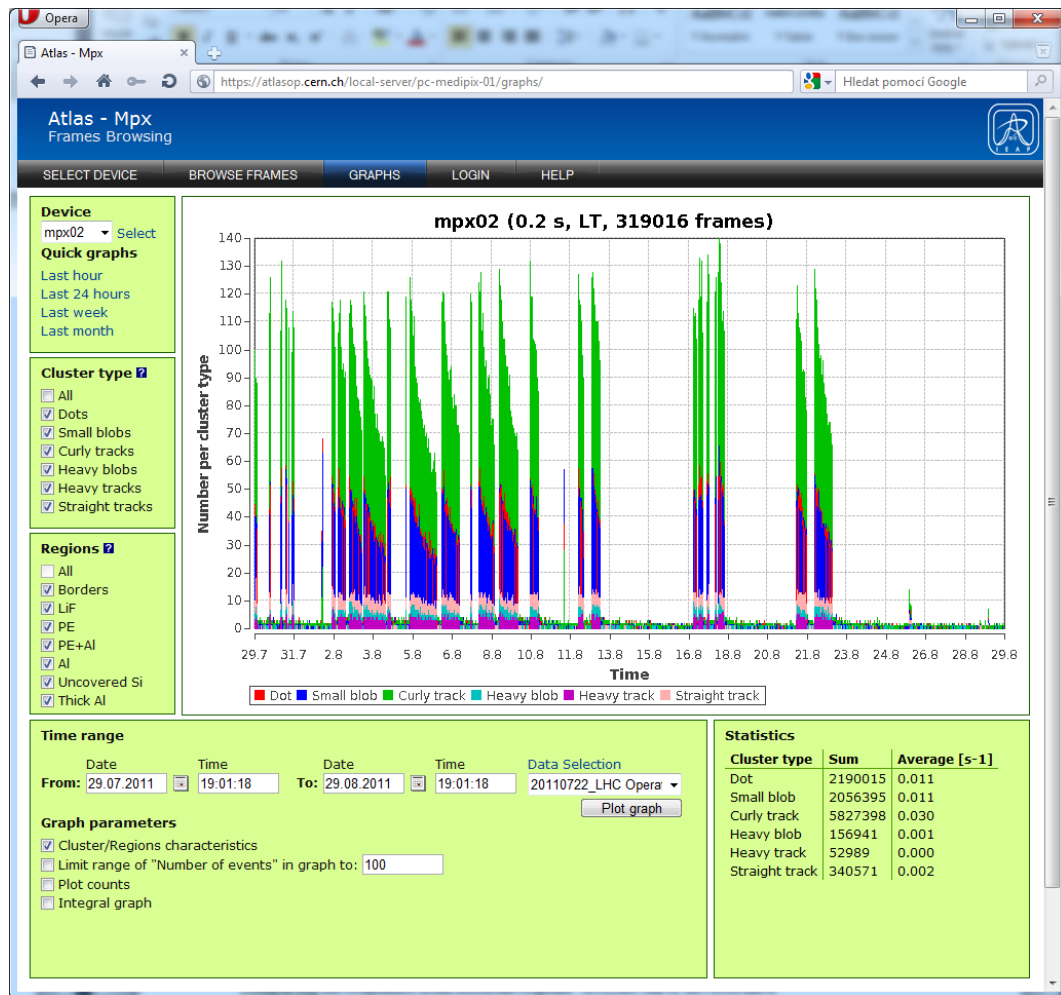 Opera
Atlas - Mpx
https://atlasop.cern.ch/local-server/pc-medipix-01/graphs/
Hledat pomocí Google
Atlas - Mpx
Frames Browsing
IEAP
SELECT DEVICE BROWSE FRAMES GRAPHS LOGIN HELP
Device
mpx02 Select
Quick graphs
Last hour
Last 24 hours
Last week
Last month
Cluster type ?
All
Dots
Small blobs
Curly tracks
Heavy blobs
Heavy tracks
Straight tracks
Regions ?
All
Borders
LiF
PE
PE+Al
Al
Uncovered Si
Thick Al
mpx02 (0.2 s, LT, 319016 frames)
Number per cluster type
140
130
120
110
100
90
80
70
60
50
40
30
20
10
0
29.7 31.7 2.8 3.8 5.8 6.8 8.8 10.8 11.8 13.8 15.8 16.8 18.8 20.8 21.8 23.8 24.8 26.8 28.8 29.8
Time
Dot Small blob Curly track Heavy blob Heavy track Straight track
Time range
Date Time Date Time Data Selection
From: 29.07.2011 19:01:18 To: 29.08.2011 19:01:18 20110722_LHC Operat
Plot graph
Graph parameters
Cluster/Regions characteristics
Limit range of "Number of events" in graph to: 100
Plot counts
Integral graph
Statistics
Cluster type Sum Average [s-1]
Dot 2190015 0.011
Small blob 2056395 0.011
Curly track 5827398 0.030
Heavy blob 156941 0.001
Heavy track 52989 0.000
Straight track 340571 0.002